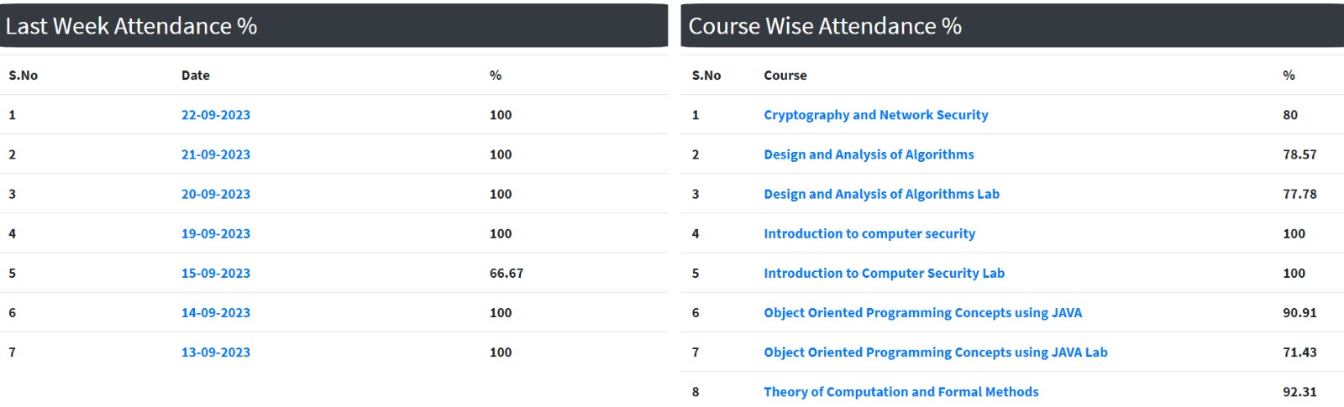 Last Week Attendance %
S.No Date %
1 22-09-2023 100
2 21-09-2023 100
3 20-09-2023 100
4 19-09-2023 100
5 15-09-2023 66.67
6 14-09-2023 100
7 13-09-2023 100
Course Wise Attendance %
S.No Course %
1 Cryptography and Network Security 80
2 Design and Analysis of Algorithms 78.57
3 Design and Analysis of Algorithms Lab 77.78
4 Introduction to computer security 100
5 Introduction to Computer Security Lab 100
6 Object Oriented Programming Concepts using JAVA 90.91
7 Object Oriented Programming Concepts using JAVA Lab 71.43
8 Theory of Computation and Formal Methods 92.31